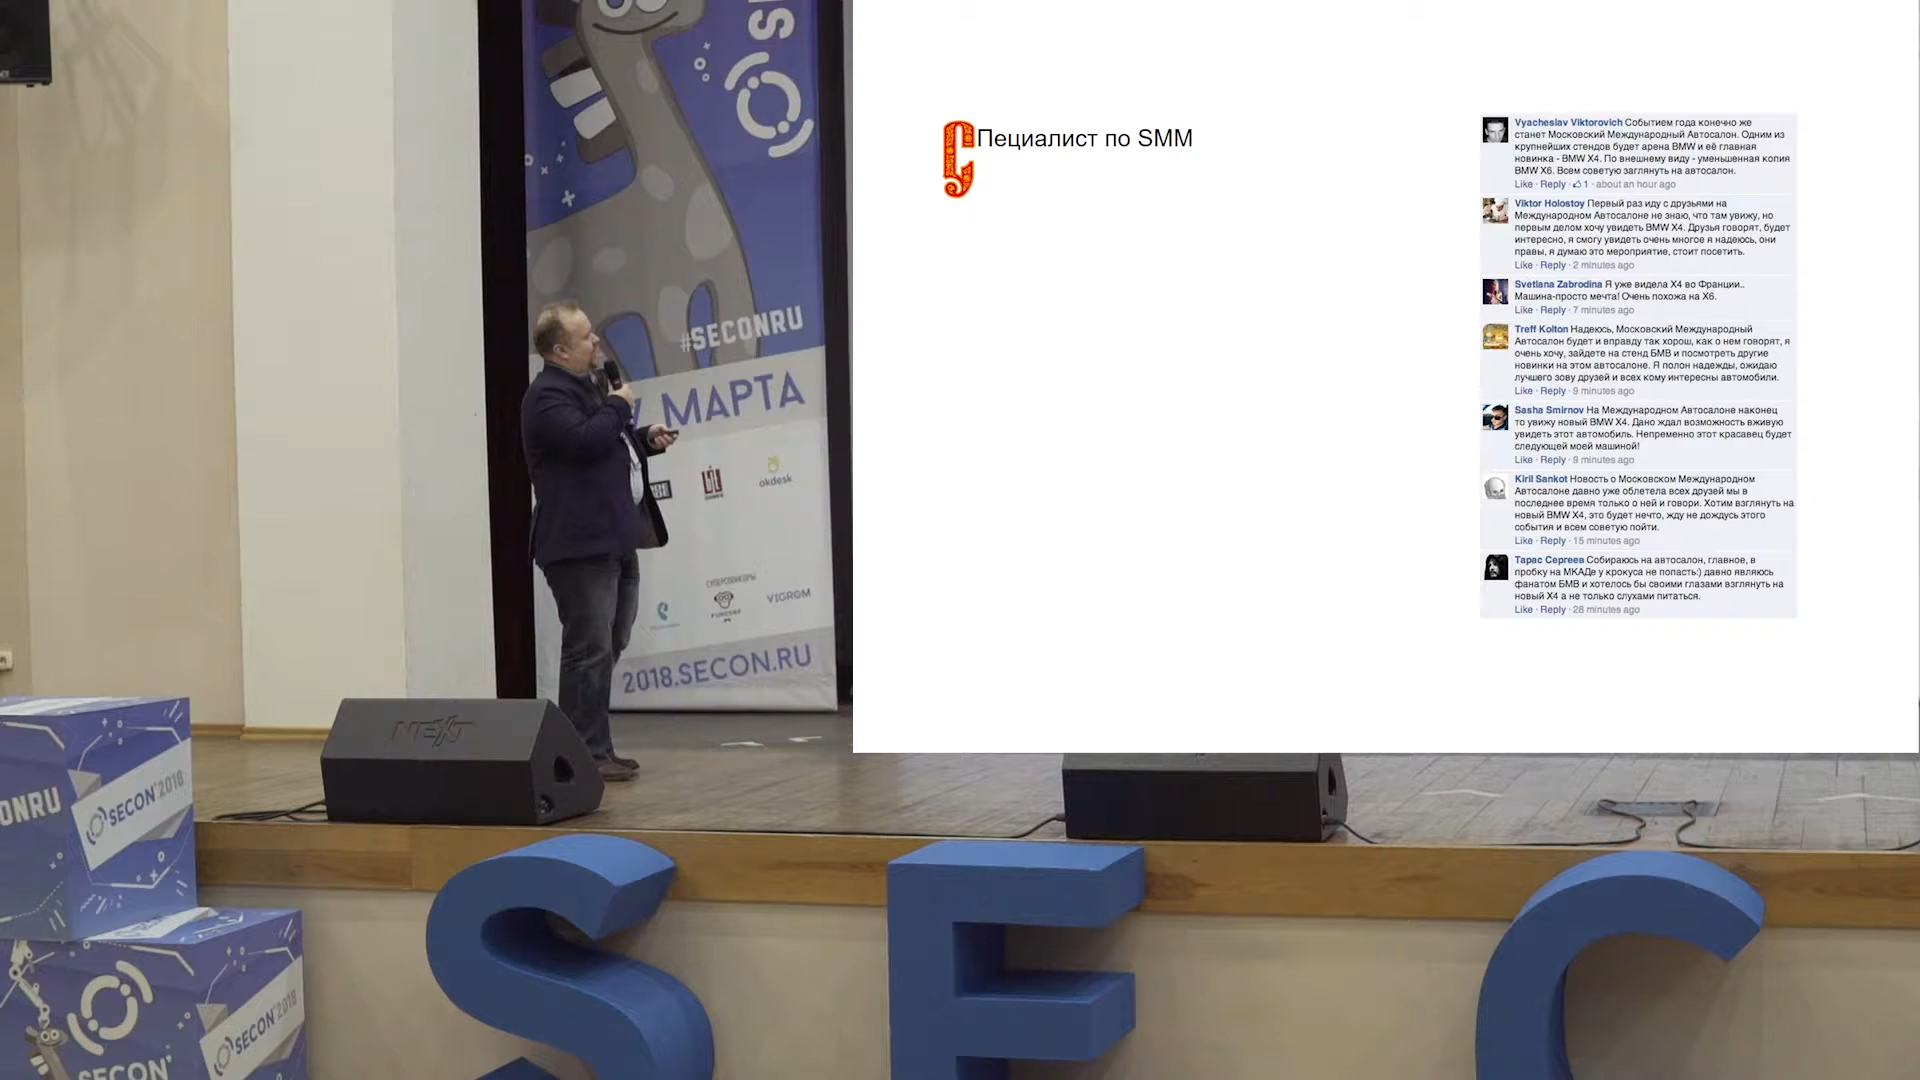 #SECONRU
МАРТА
okdesk
СУПЕРСПОНСОРЫ
VIGROM
2018.SECON.RU
NEXT
ONRU
SECON'2018
SECON'2018
SECON'
S E C
СПециалист по SMM
Vyacheslav Viktorovich Событием года конечно же
станет Московский Международный Автосалон. Одним из
крупнейших стендов будет арена BMW и её главная
новинка - BMW X4. По внешнему виду - уменьшенная копия
BMW X6. Всем советую заглянуть на автосалон.
Like · Reply · 1 · about an hour ago
Viktor Holostoy Первый раз иду с друзьями на
Международном Автосалоне не знаю, что там увижу, но
первым делом хочу увидеть BMW X4. Друзья говорят, будет
интересно, я смогу увидеть очень многое я надеюсь, они
правы, я думаю это мероприятие, стоит посетить.
Like · Reply · 2 minutes ago
Svetlana Zabrodina Я уже видела X4 во Франции..
Машина-просто мечта! Очень похожа на X6.
Like · Reply · 7 minutes ago
Treff Kolton Надеюсь, Московский Международный
Автосалон будет и вправду так хорош, как о нем говорят, я
очень хочу, зайдете на стенд БМВ и посмотреть другие
новинки на этом автосалоне. Я полон надежды, ожидаю
лучшего зову друзей и всех кому интересны автомобили.
Like · Reply · 9 minutes ago
Sasha Smirnov На Международном Автосалоне наконец
то увижу новый BMW X4. Дано ждал возможность вживую
увидеть этот автомобиль. Непременно этот красавец будет
следующей моей машиной!
Like · Reply · 9 minutes ago
Kiril Sankot Новость о Московском Международном
Автосалоне давно уже облетела всех друзей мы в
последнее время только о ней и говори. Хотим взглянуть на
новый BMW X4, это будет нечто, жду не дождусь этого
события и всем советую пойти.
Like · Reply · 15 minutes ago
Тарас Сергеев Собираюсь на автосалон, главное, в
пробку на МКАДе у крокуса не попасть:) давно являюсь
фанатом БМВ и хотелось бы своими глазами взглянуть на
новый X4 а не только слухами питаться.
Like · Reply · 28 minutes ago